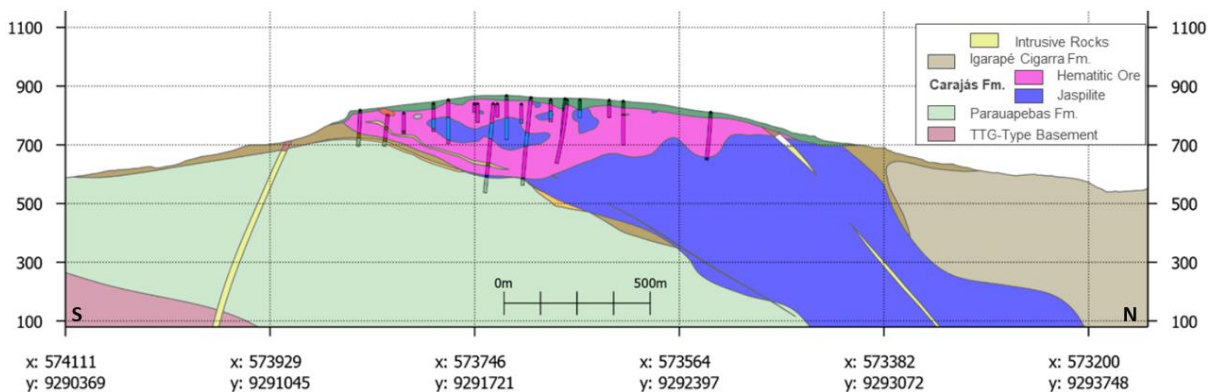 1100
900
700
500
300
100
1100
900
700
500
300
100
Intrusive Rocks
Igarapé Cigarra Fm.
Carajás Fm.
Hematitic Ore
Jaspilite
Parauapebas Fm.
TTG-Type Basement
0m 500m
S N
x: 574111 x: 573929 x: 573746 x: 573564 x: 573382 x: 573200
y: 9290369 y: 9291045 y: 9291721 y: 9292397 y: 9293072 y: 9293748